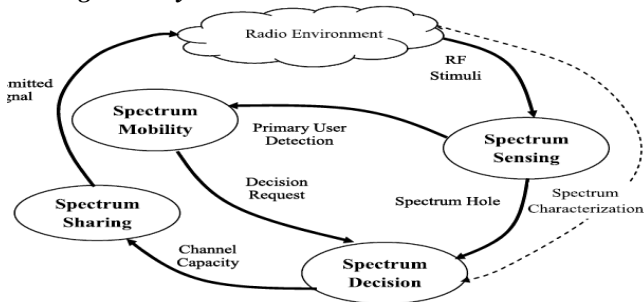 Radio Environment
RF
Stimuli
Spectrum
Mobility
Primary User
Detection
Spectrum
Sensing
Decision
Request
Spectrum Hole
Spectrum
Characterization
Spectrum
Sharing
Channel
Capacity
Spectrum
Decision